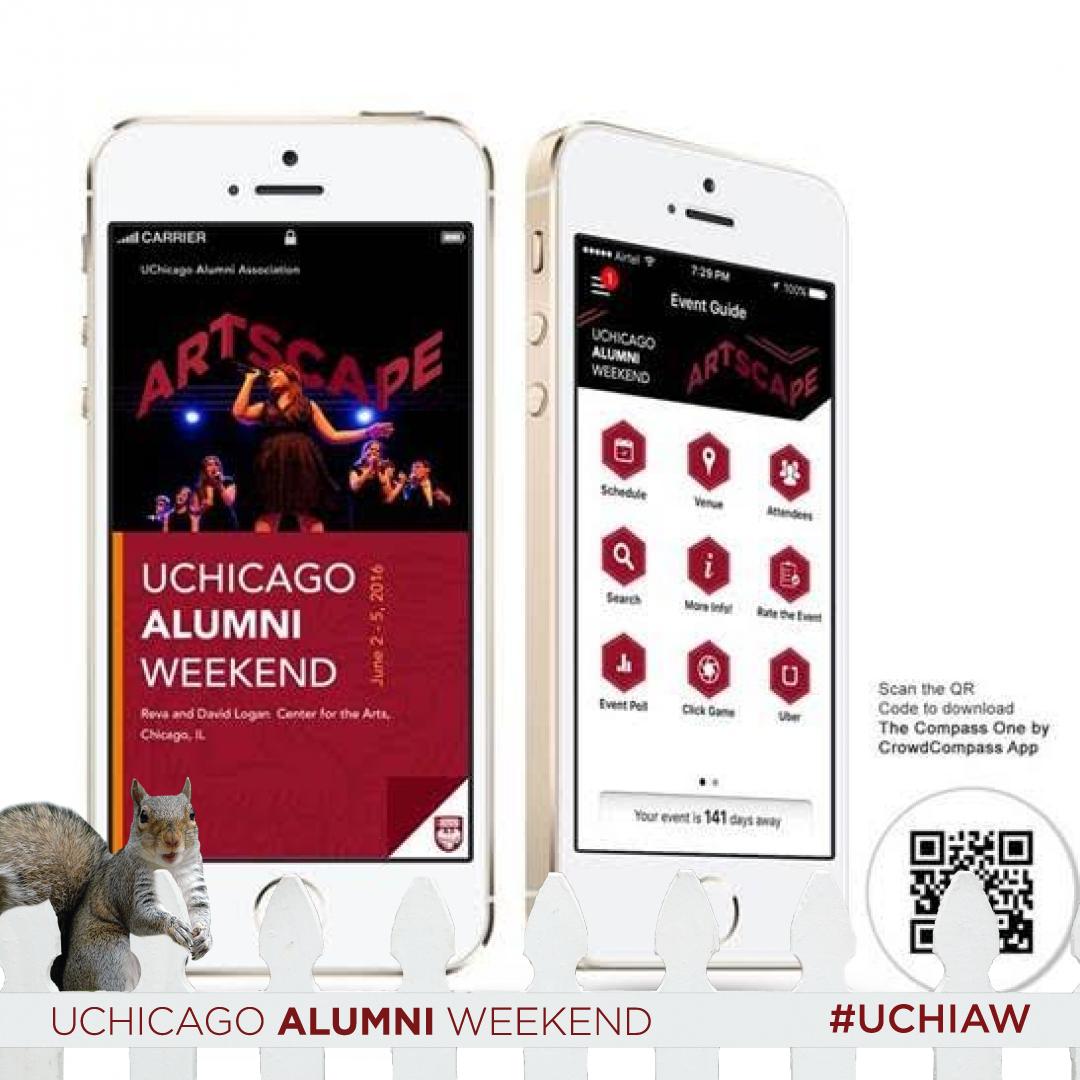 CARRIER
UChicago Alumni Association
ARTSCAPE
UCHICAGO
ALUMNI
WEEKEND
June 2 - 5, 2016
Reva and David Logan Center for the Arts,
Chicago, IL
Airtel
7:29 PM
100%
1
Event Guide
UCHICAGO
ALUMNI
WEEKEND
ARTSCAPE
Schedule
Venue
Attendees
Search
More Info!
Rate the Event
Event Poll
Click Game
Uber
Your event is 141 days away
Scan the QR
Code to download
The Compass One by
CrowdCompass App
UCHICAGO ALUMNI WEEKEND
#UCHIAW